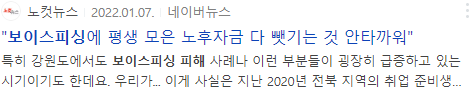 노컷뉴스 2022.01.07. 네이버뉴스
"보이스피싱에 평생 모은 노후자금 다 뺏기는 것 안타까워"
특히 강원도에서도 보이스피싱 피해 사례나 이런 부분들이 굉장히 급증하고 있는
시기이기도 한데요. 우리가... 이게 사실은 지난 2020년 전북 지역의 취업 준비생...